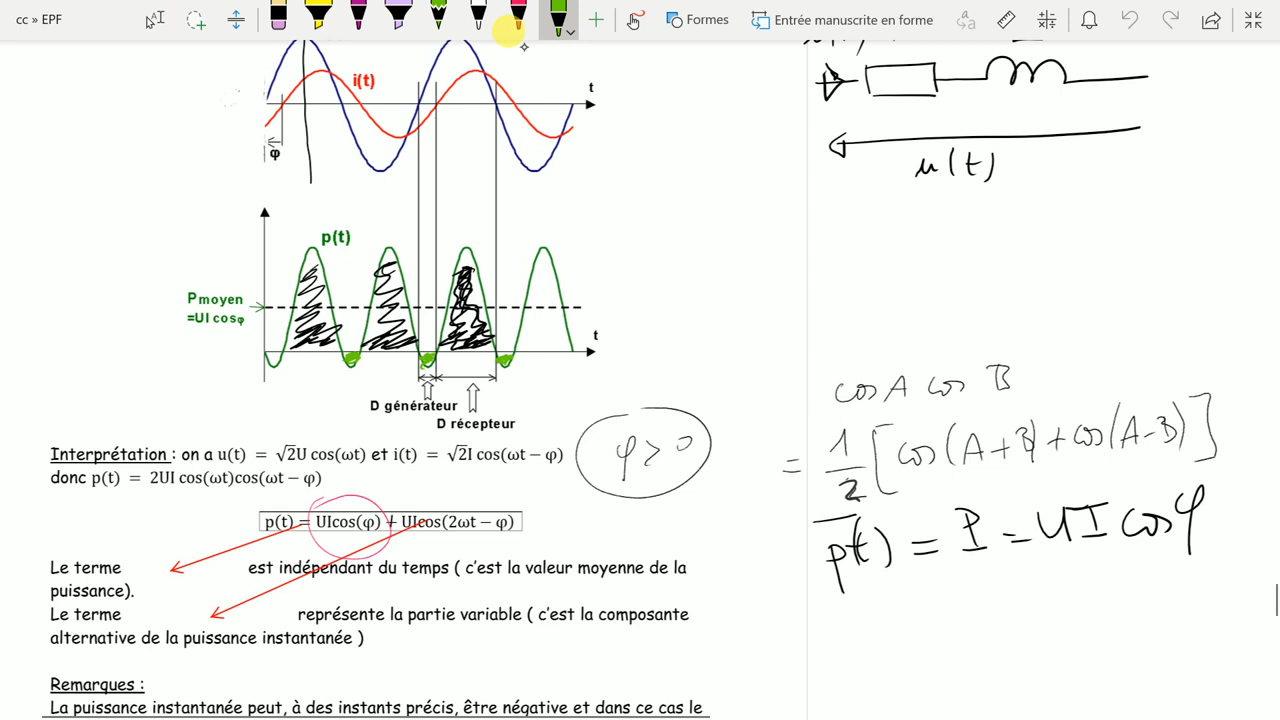 cc » EPF
Formes
Entrée manuscrite en forme
i(t)
t
φ
u(t)
p(t)
P moyen
=UI cosφ
t
D générateur
D récepteur
cos A cos B
= 1/2 [cos(A+B)+cos(A-B)]
Interprétation : on a u(t) = √2U cos(ωt) et i(t) = √2I cos(ωt − φ)
φ > 0
donc p(t) = 2UI cos(ωt)cos(ωt − φ)
p(t) = UIcos(φ) + UIcos(2ωt − φ)
p(t) = P = UI cosφ
Le terme est indépendant du temps ( c’est la valeur moyenne de la
puissance).
Le terme représente la partie variable ( c’est la composante
alternative de la puissance instantanée )
Remarques :
La puissance instantanée peut, à des instants précis, être négative et dans ce cas le